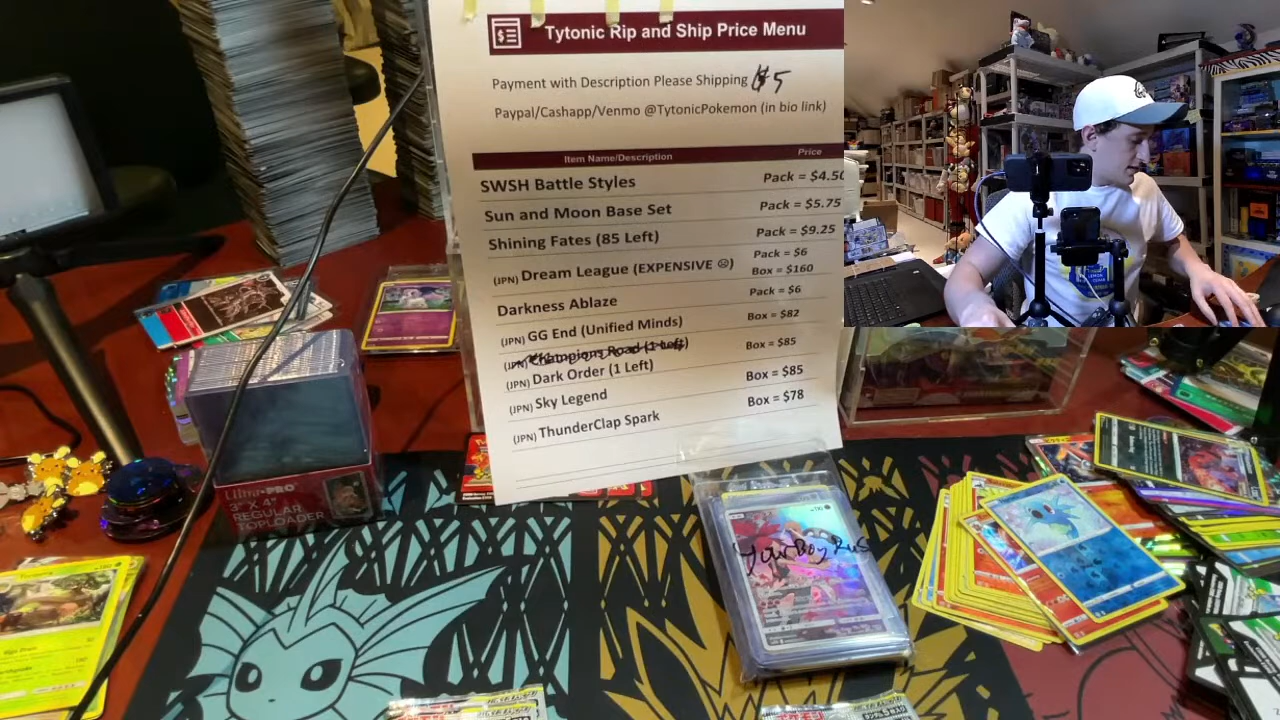 Tytonic Rip and Ship Price Menu
Payment with Description Please Shipping $5
Paypal/Cashapp/Venmo @TytonicPokemon (in bio link)
Item Name/Description Price
SWSH Battle Styles Pack = $4.50
Sun and Moon Base Set Pack = $5.75
Shining Fates (85 Left) Pack = $9.25
(JPN) Dream League (EXPENSIVE ☹) Pack = $6
Box = $160
Darkness Ablaze Pack = $6
(JPN) GG End (Unified Minds) Box = $82
(JPN) Champions Road (1 Left) Box = $85
(JPN) Dark Order (1 Left)
(JPN) Sky Legend Box = $85
(JPN) ThunderClap Spark Box = $78
Ultra-PRO
3" X 4"
REGULAR
TOPLOADER
YourBoyRus